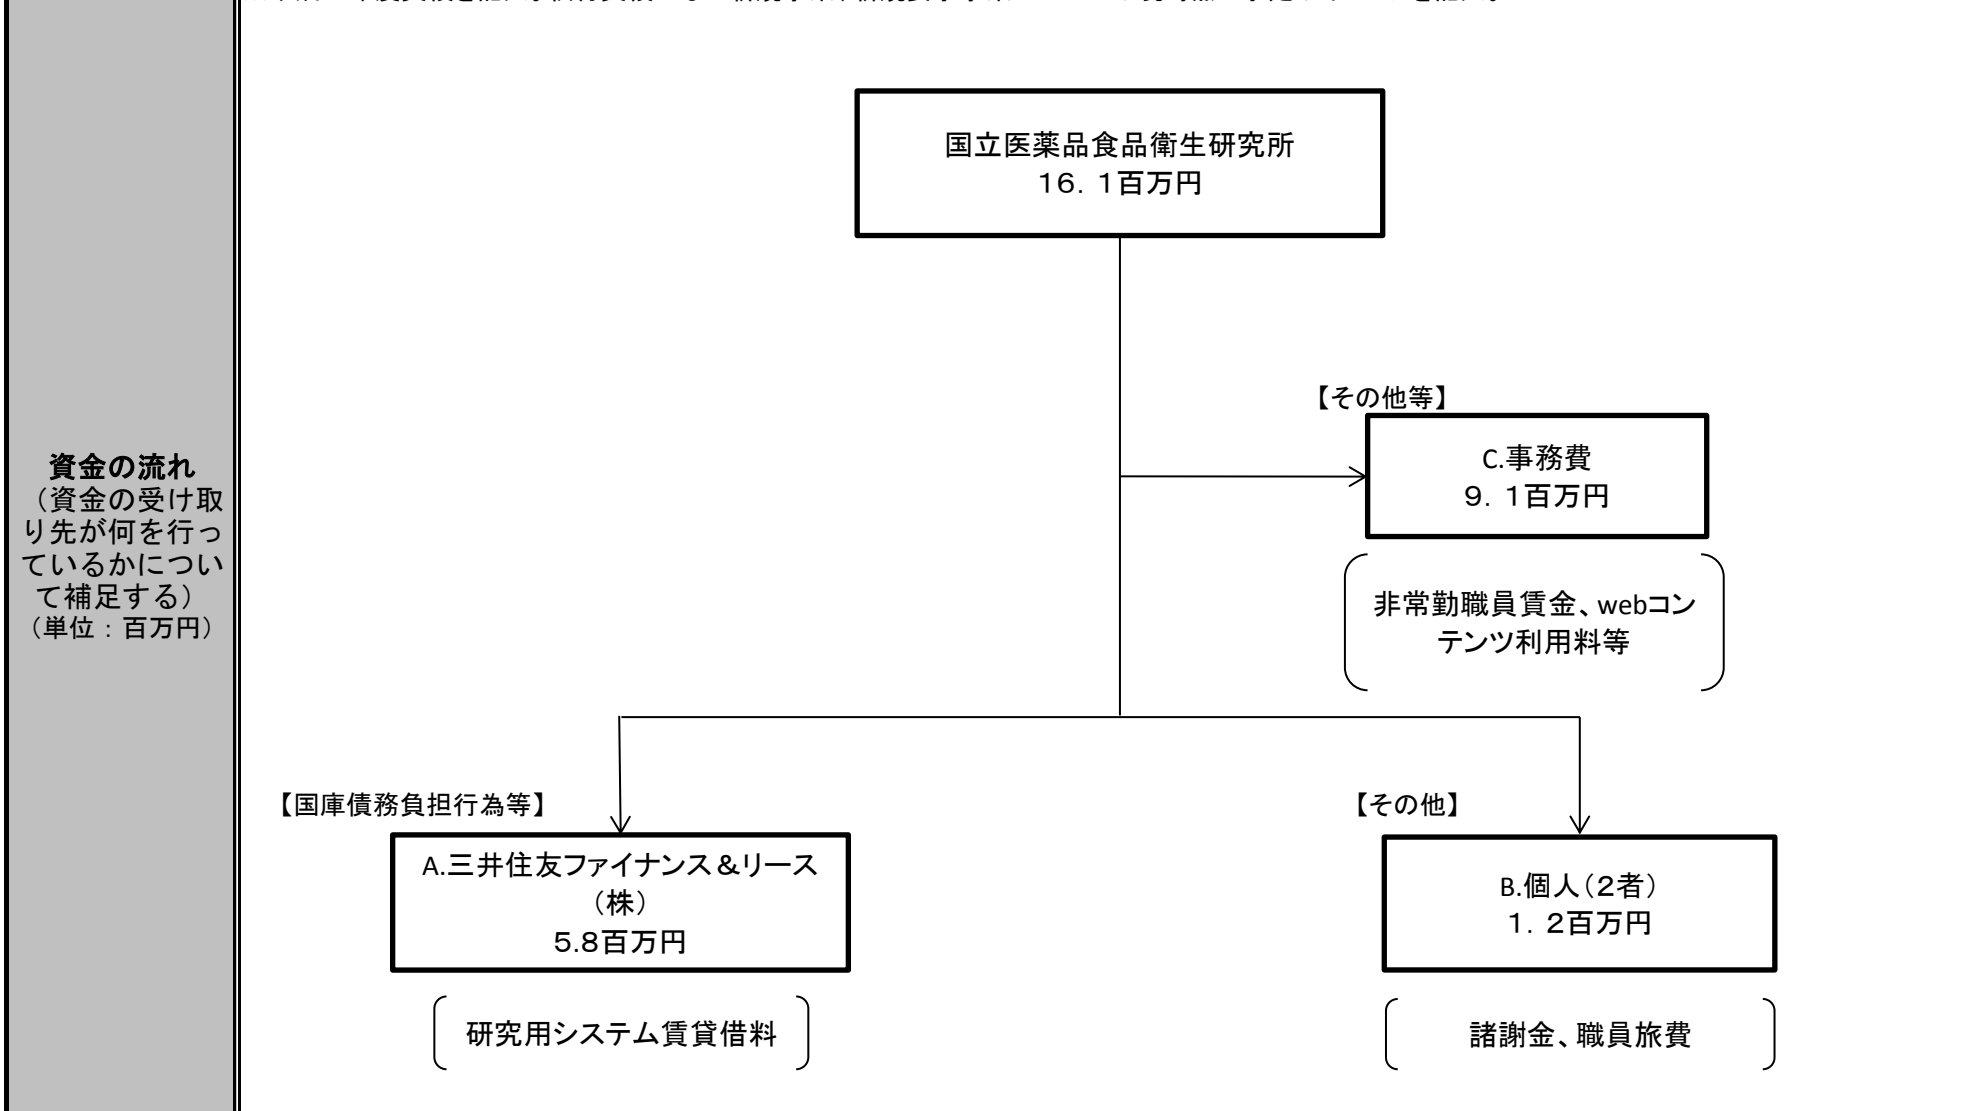 国立医薬品食品衛生研究所
１６．１百万円
【その他等】
C.事務費
９．１百万円
非常勤職員賃金、webコン
テンツ利用料等
資金の流れ
（資金の受け取
り先が何を行っ
ているかについ
て補足する）
（単位：百万円）
【国庫債務負担行為等】
A.三井住友ファイナンス＆リース
（株）
５.８百万円
研究用システム賃貸借料
【その他】
B.個人（２者）
１．２百万円
諸謝金、職員旅費